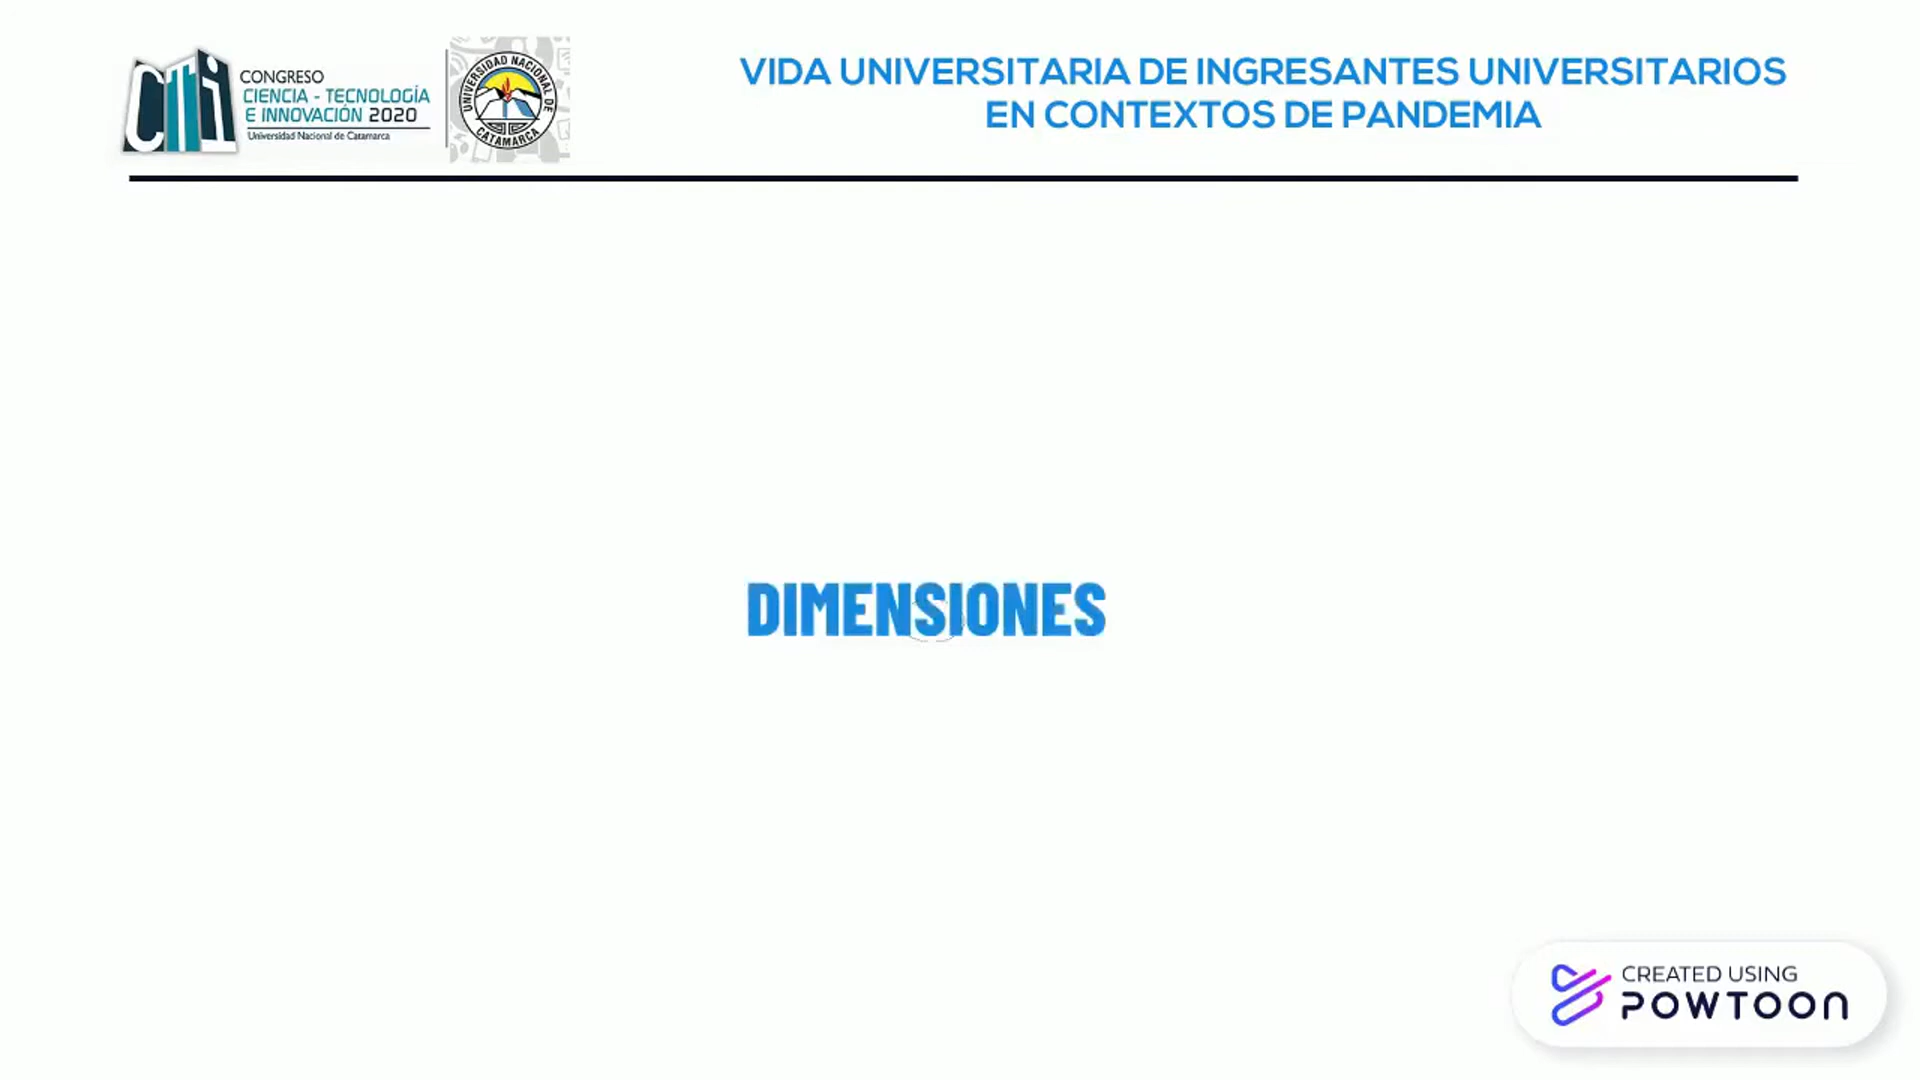 CTi
CONGRESO
CIENCIA - TECNOLOGÍA
E INNOVACIÓN 2020
Universidad Nacional de Catamarca
UNIVERSIDAD NACIONAL DE
CATAMARCA
VIDA UNIVERSITARIA DE INGRESANTES UNIVERSITARIOS
EN CONTEXTOS DE PANDEMIA
DIMENSIONES
CREATED USING
POWTOON